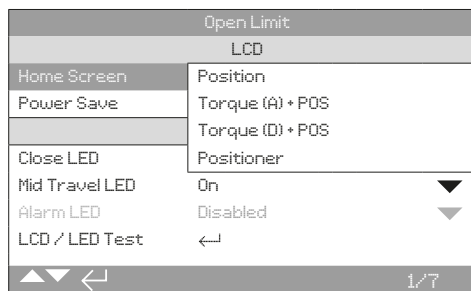 Open Limit
LCD
Home Screen Position
Power Save Torque (A) + POS
Torque (D) + POS
Close LED Positioner
Mid Travel LED On
Alarm LED Disabled
LCD / LED Test
1/7